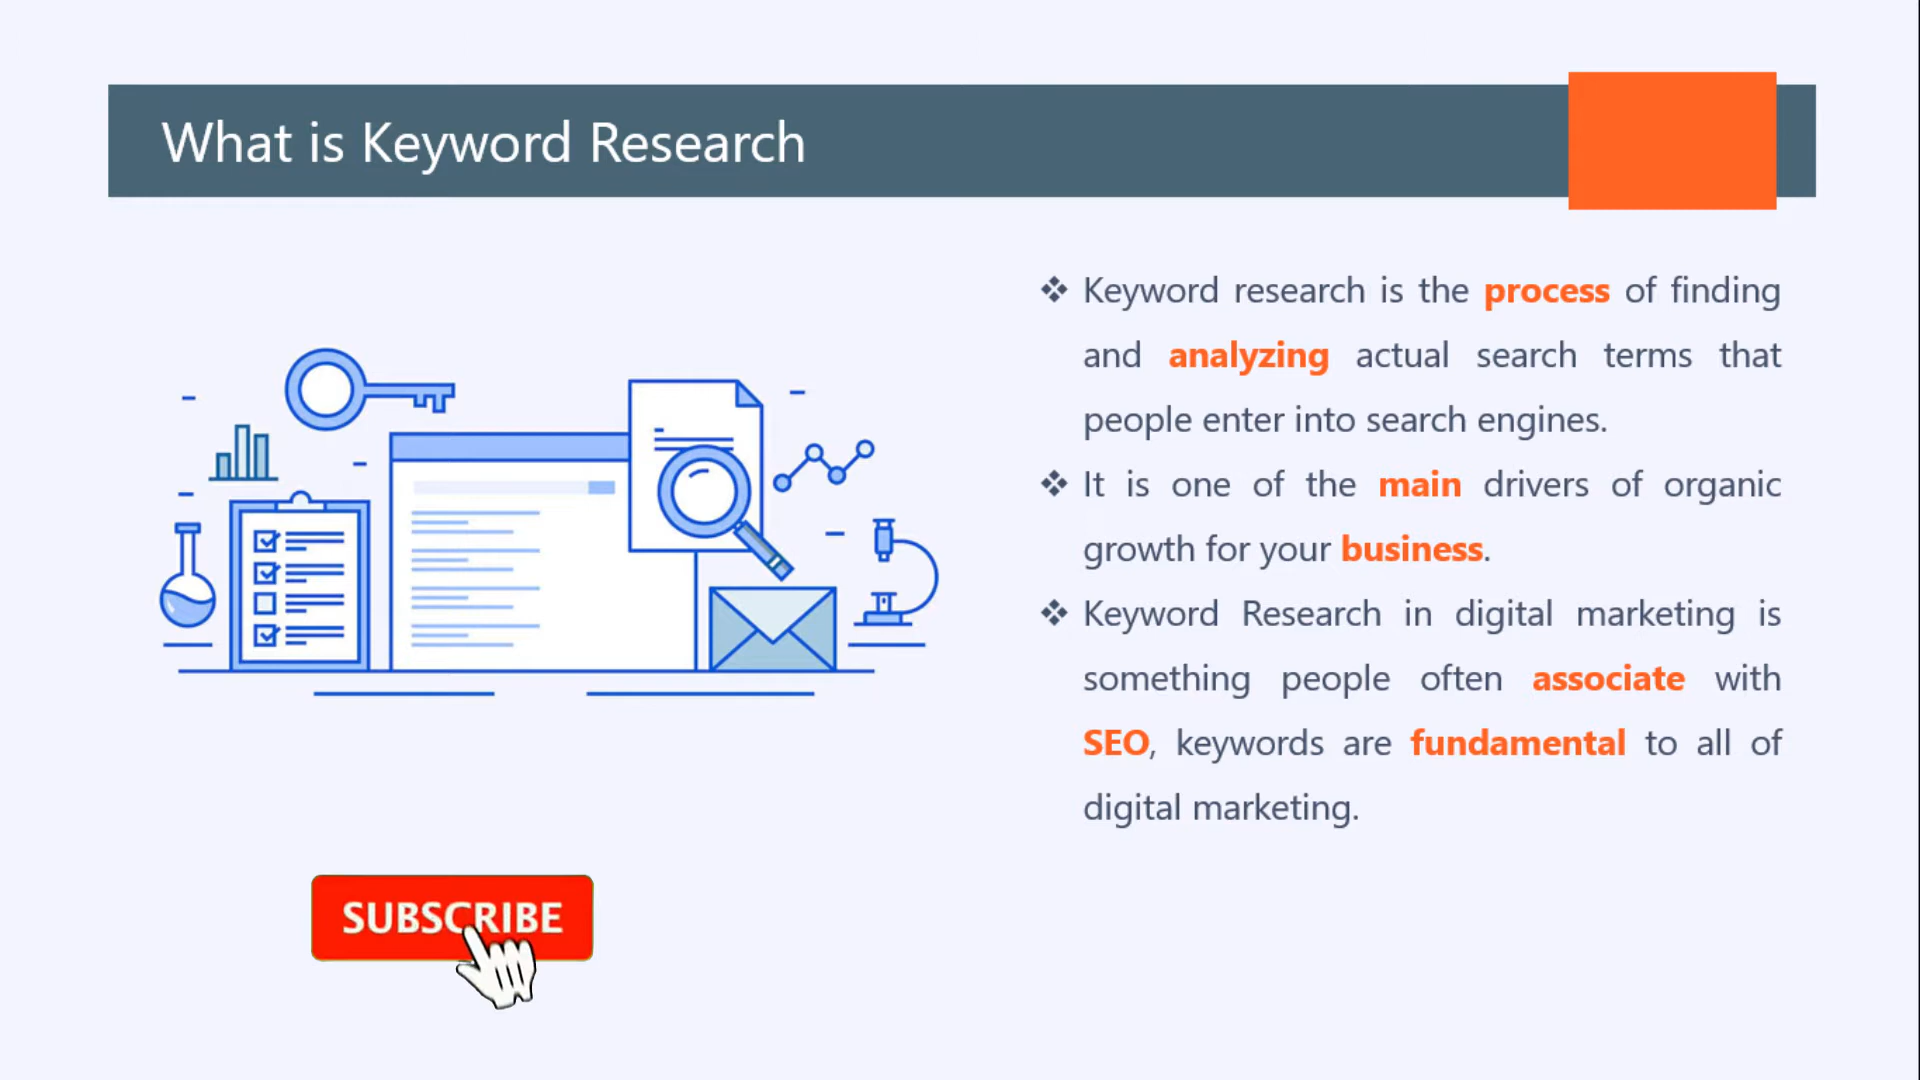 What is Keyword Research
❖ Keyword research is the process of finding
and analyzing actual search terms that
people enter into search engines.
❖ It is one of the main drivers of organic
growth for your business.
❖ Keyword Research in digital marketing is
something people often associate with
SEO, keywords are fundamental to all of
digital marketing.
SUBSCRIBE